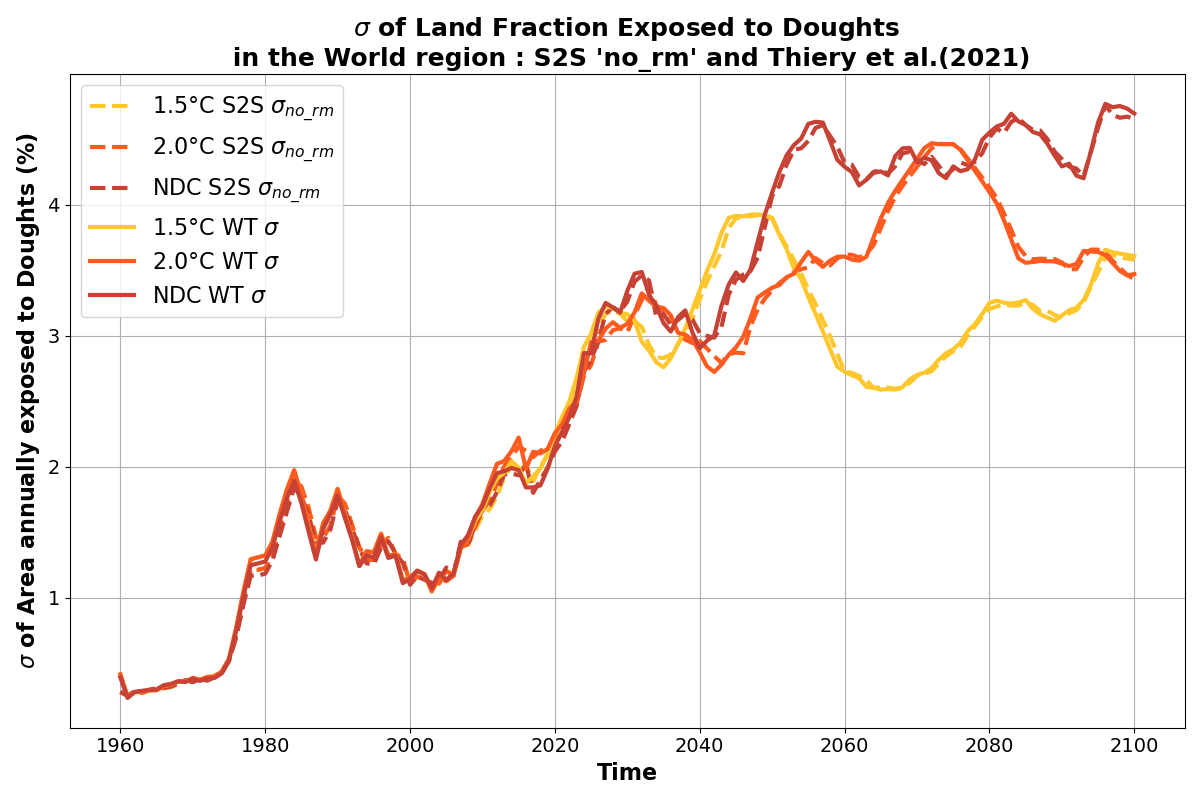 σ of Land Fraction Exposed to Doughts
in the World region : S2S 'no_rm' and Thiery et al.(2021)
1.5°C S2S σno_rm
2.0°C S2S σno_rm
NDC S2S σno_rm
1.5°C WT σ
2.0°C WT σ
NDC WT σ
σ of Area annually exposed to Doughts (%)
4
3
2
1
1960 1980 2000 2020 2040 2060 2080 2100
Time